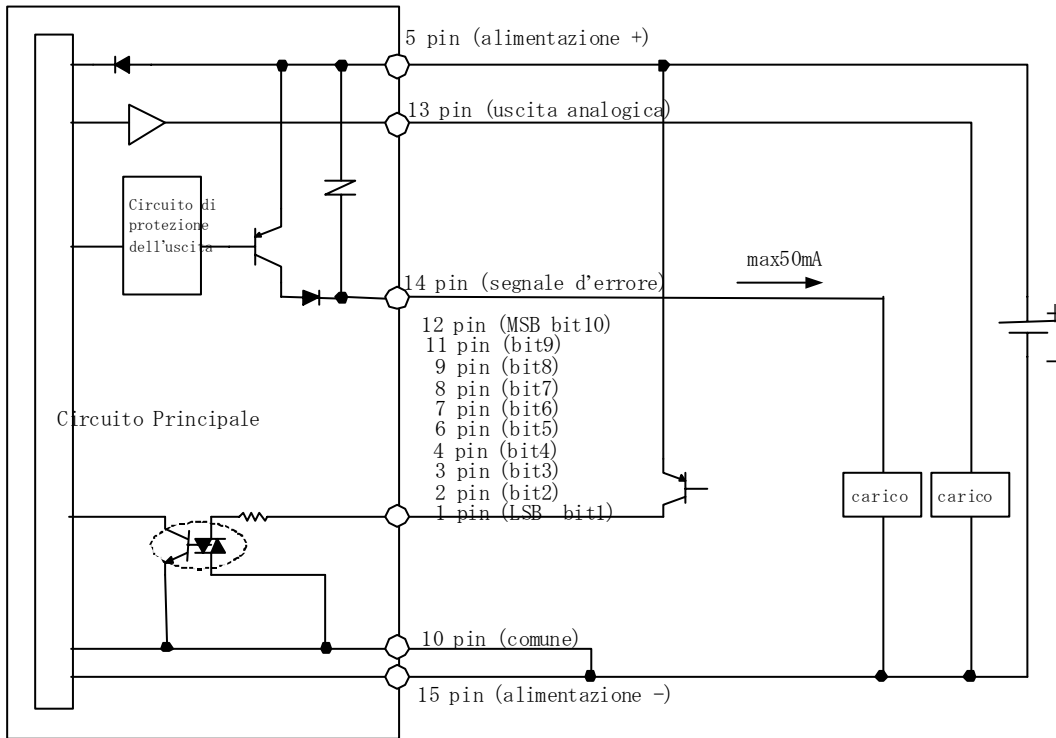 5 pin (alimentazione +)
13 pin (uscita analogica)
Circuito di
protezione
dell'uscita
max50mA
14 pin (segnale d'errore)
12 pin (MSB bit10)
11 pin (bit9)
9 pin (bit8)
8 pin (bit7)
7 pin (bit6)
6 pin (bit5)
4 pin (bit4)
3 pin (bit3)
2 pin (bit2)
1 pin (LSB bit1)
+
−
Circuito Principale
carico
carico
10 pin (comune)
15 pin (alimentazione −)